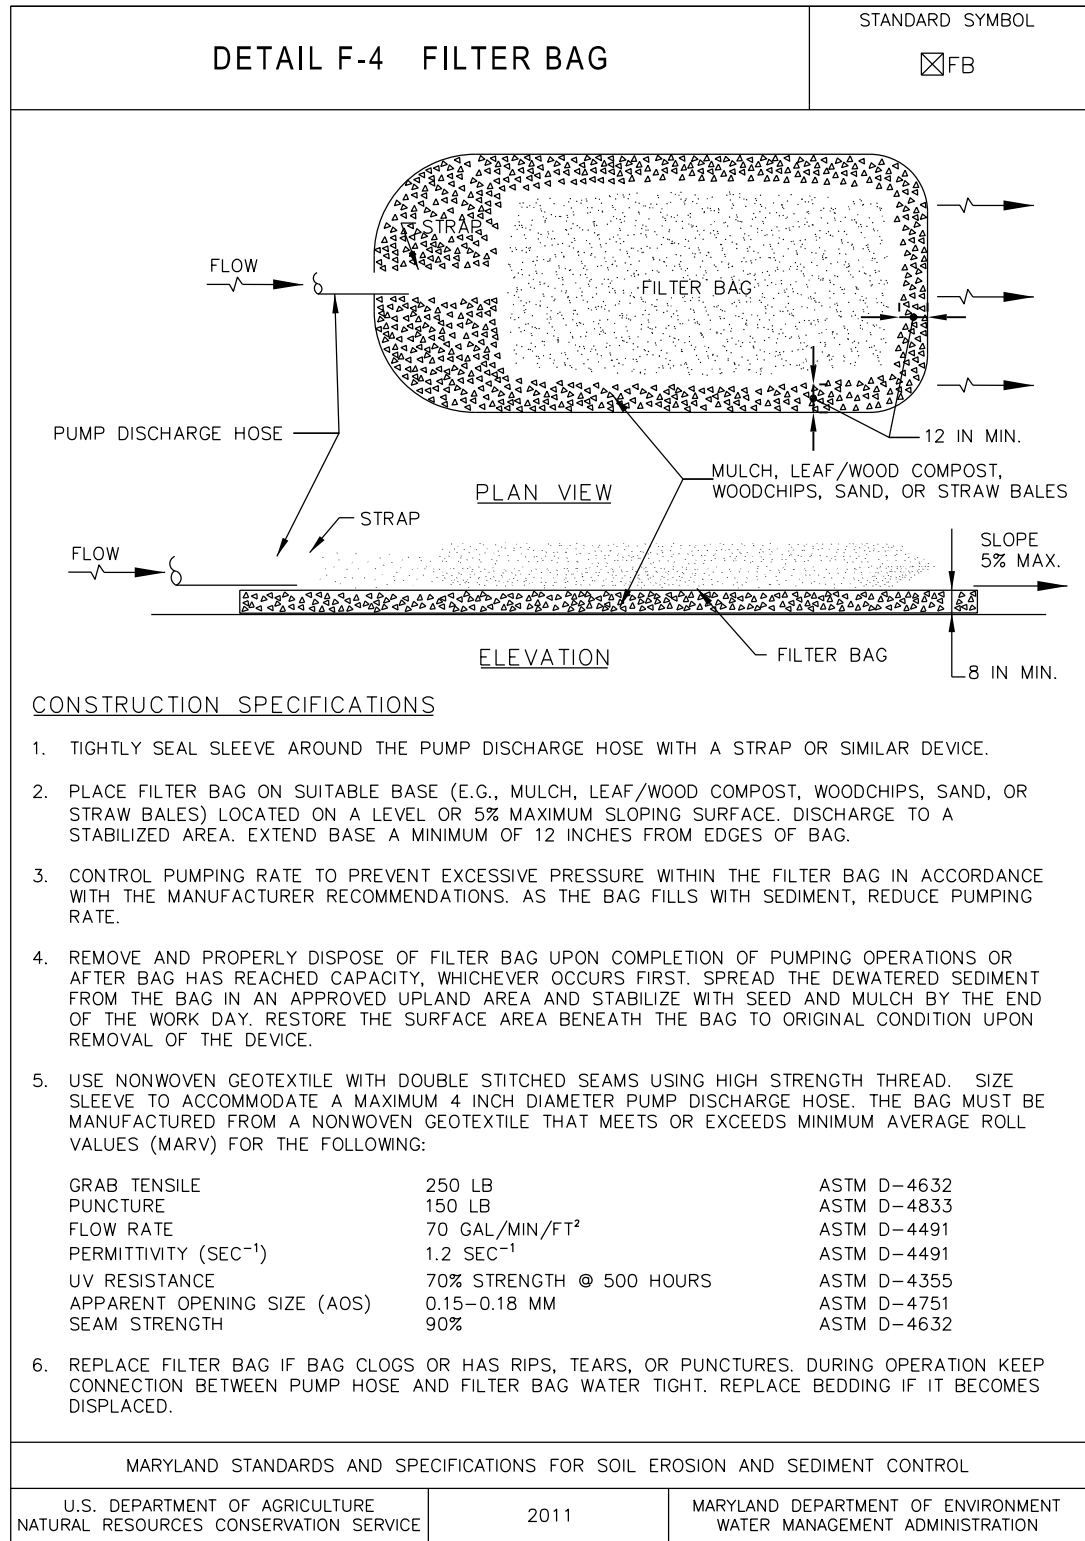 DETAIL F-4 FILTER BAG
STANDARD SYMBOL
FB
STRAP
FLOW
FILTER BAG
PUMP DISCHARGE HOSE
12 IN MIN.
MULCH, LEAF/WOOD COMPOST,
WOODCHIPS, SAND, OR STRAW BALES
PLAN VIEW
STRAP
FLOW
SLOPE
5% MAX.
FILTER BAG
ELEVATION
8 IN MIN.
CONSTRUCTION SPECIFICATIONS
1. TIGHTLY SEAL SLEEVE AROUND THE PUMP DISCHARGE HOSE WITH A STRAP OR SIMILAR DEVICE.
2. PLACE FILTER BAG ON SUITABLE BASE (E.G., MULCH, LEAF/WOOD COMPOST, WOODCHIPS, SAND, OR
STRAW BALES) LOCATED ON A LEVEL OR 5% MAXIMUM SLOPING SURFACE. DISCHARGE TO A
STABILIZED AREA. EXTEND BASE A MINIMUM OF 12 INCHES FROM EDGES OF BAG.
3. CONTROL PUMPING RATE TO PREVENT EXCESSIVE PRESSURE WITHIN THE FILTER BAG IN ACCORDANCE
WITH THE MANUFACTURER RECOMMENDATIONS. AS THE BAG FILLS WITH SEDIMENT, REDUCE PUMPING
RATE.
4. REMOVE AND PROPERLY DISPOSE OF FILTER BAG UPON COMPLETION OF PUMPING OPERATIONS OR
AFTER BAG HAS REACHED CAPACITY, WHICHEVER OCCURS FIRST. SPREAD THE DEWATERED SEDIMENT
FROM THE BAG IN AN APPROVED UPLAND AREA AND STABILIZE WITH SEED AND MULCH BY THE END
OF THE WORK DAY. RESTORE THE SURFACE AREA BENEATH THE BAG TO ORIGINAL CONDITION UPON
REMOVAL OF THE DEVICE.
5. USE NONWOVEN GEOTEXTILE WITH DOUBLE STITCHED SEAMS USING HIGH STRENGTH THREAD. SIZE
SLEEVE TO ACCOMMODATE A MAXIMUM 4 INCH DIAMETER PUMP DISCHARGE HOSE. THE BAG MUST BE
MANUFACTURED FROM A NONWOVEN GEOTEXTILE THAT MEETS OR EXCEEDS MINIMUM AVERAGE ROLL
VALUES (MARV) FOR THE FOLLOWING:
GRAB TENSILE 250 LB ASTM D-4632
PUNCTURE 150 LB ASTM D-4833
FLOW RATE 70 GAL/MIN/FT² ASTM D-4491
PERMITTIVITY (SEC⁻¹) 1.2 SEC⁻¹ ASTM D-4491
UV RESISTANCE 70% STRENGTH @ 500 HOURS ASTM D-4355
APPARENT OPENING SIZE (AOS) 0.15-0.18 MM ASTM D-4751
SEAM STRENGTH 90% ASTM D-4632
6. REPLACE FILTER BAG IF BAG CLOGS OR HAS RIPS, TEARS, OR PUNCTURES. DURING OPERATION KEEP
CONNECTION BETWEEN PUMP HOSE AND FILTER BAG WATER TIGHT. REPLACE BEDDING IF IT BECOMES
DISPLACED.
MARYLAND STANDARDS AND SPECIFICATIONS FOR SOIL EROSION AND SEDIMENT CONTROL
U.S. DEPARTMENT OF AGRICULTURE
NATURAL RESOURCES CONSERVATION SERVICE
2011
MARYLAND DEPARTMENT OF ENVIRONMENT
WATER MANAGEMENT ADMINISTRATION